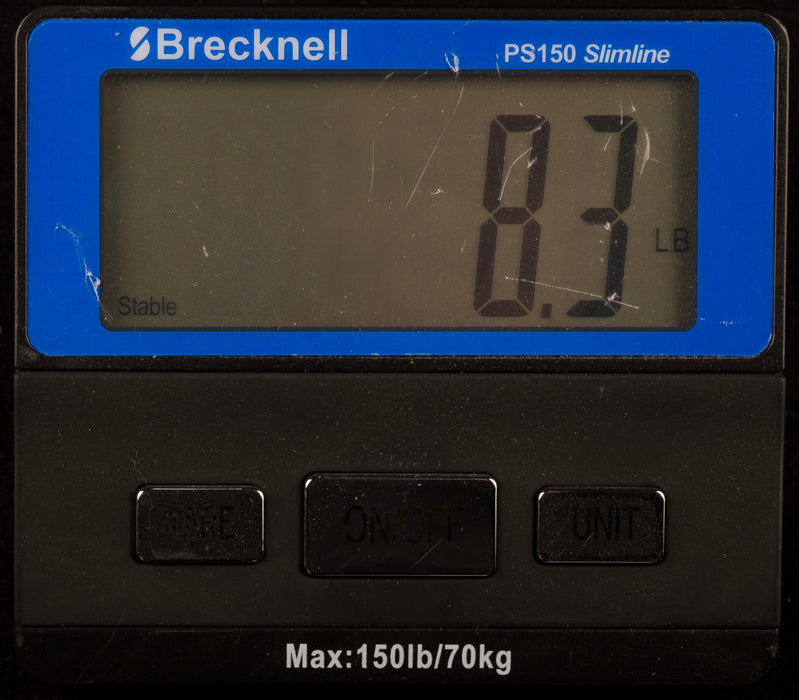 Brecknell
PS150 Slimline
8.3
LB
Stable
TARE
ON/OFF
UNIT
Max:150lb/70kg